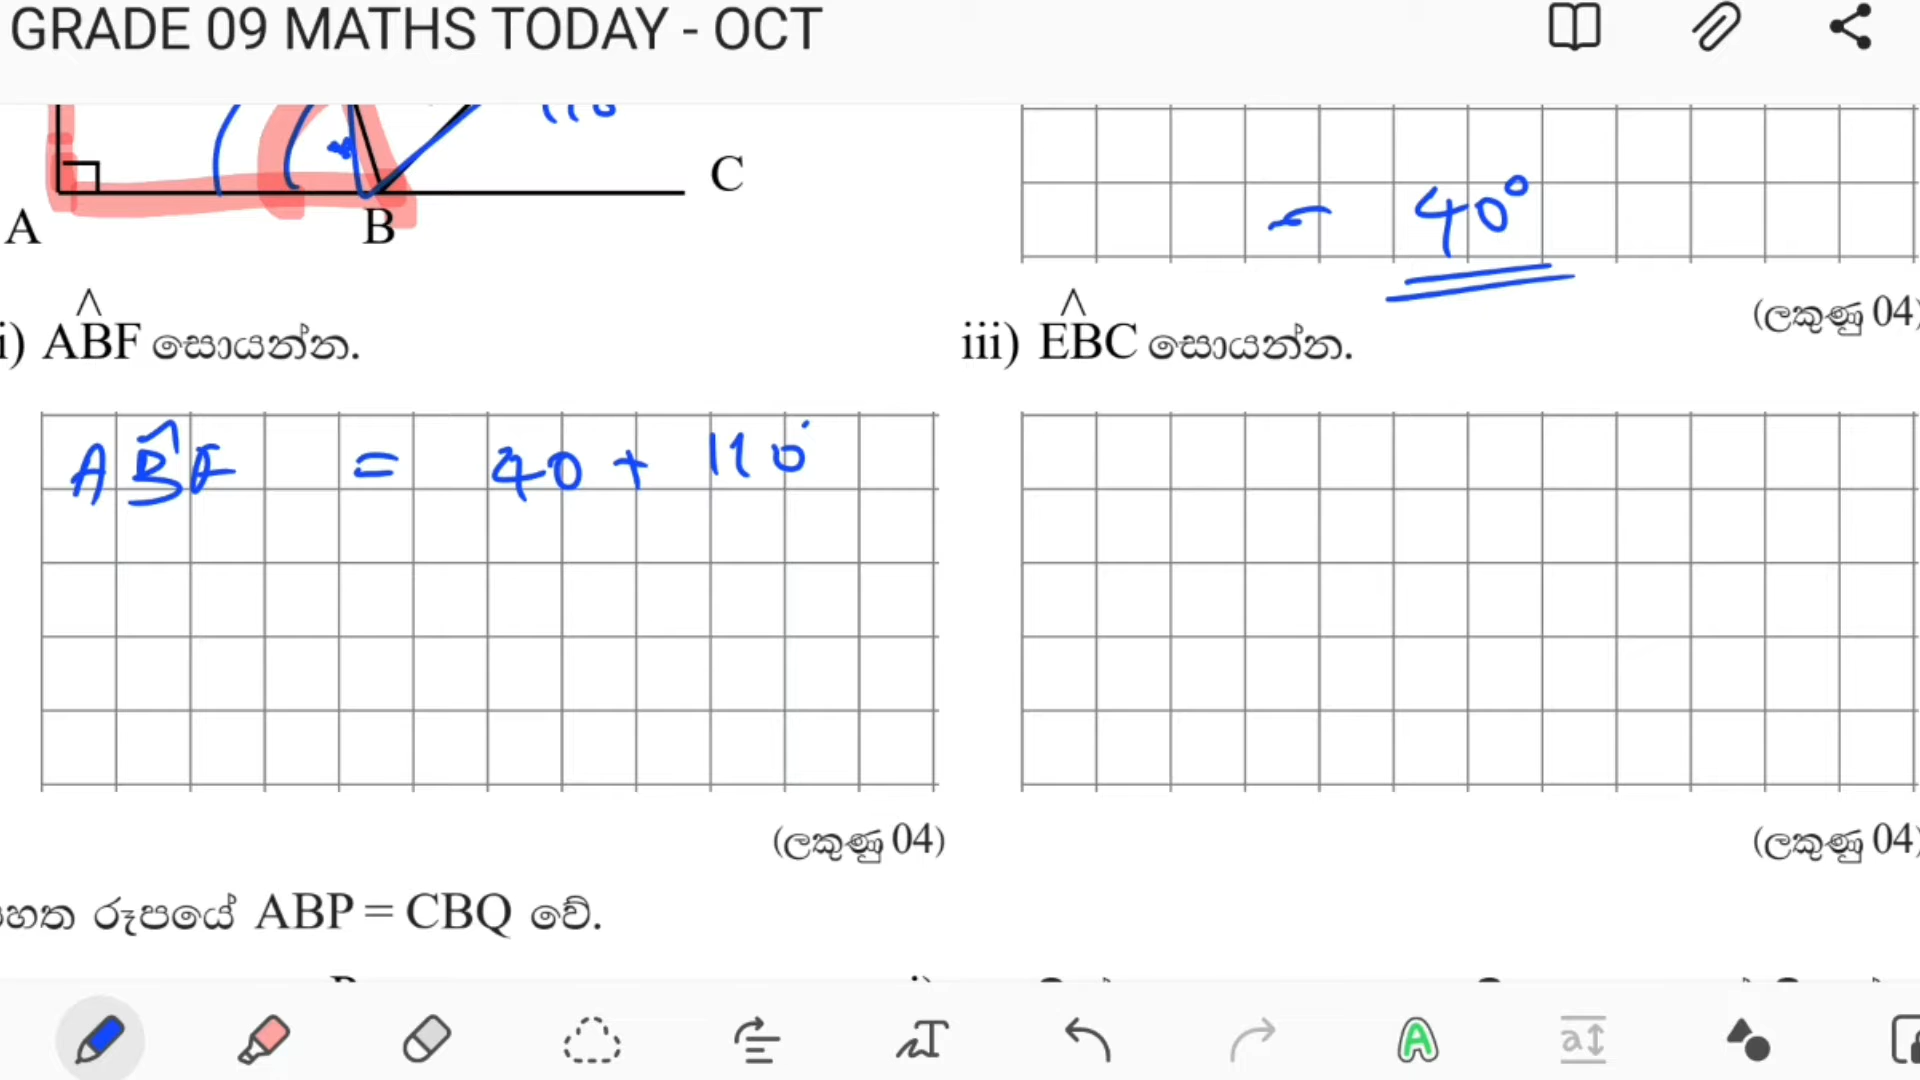 GRADE 09 MATHS TODAY - OCT
C
A
B
= 40°
(ලකුණු 04)
i) ABF සොයන්න.
iii) EBC සොයන්න.
ABF = 40 + 110°
(ලකුණු 04)
(ලකුණු 04)
රූපයේ ABP = CBQ වේ.